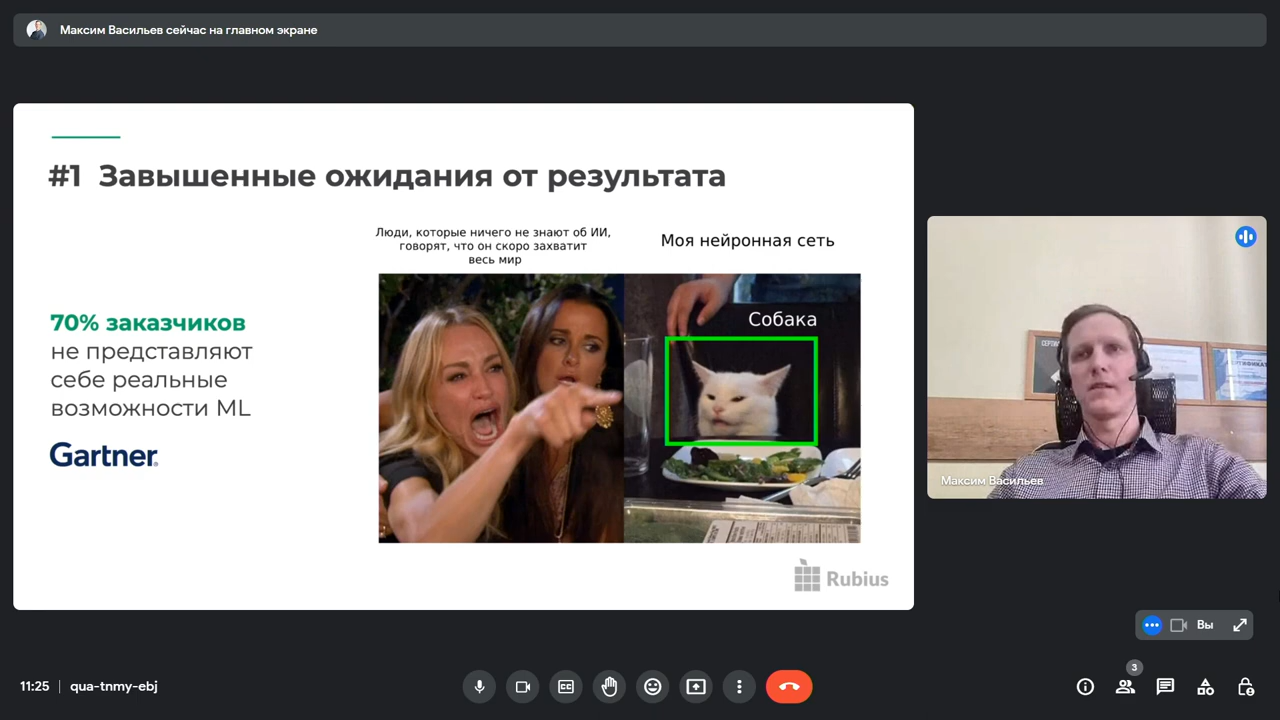 Максим Васильев сейчас на главном экране
#1 Завышенные ожидания от результата
Люди, которые ничего не знают об ИИ,
говорят, что он скоро захватит
весь мир
Моя нейронная сеть
Собака
70% заказчиков
не представляют
себе реальные
возможности ML
Gartner®
Rubius
Максим Васильев
Вы
11:25 | qua-tnmy-ebj
3